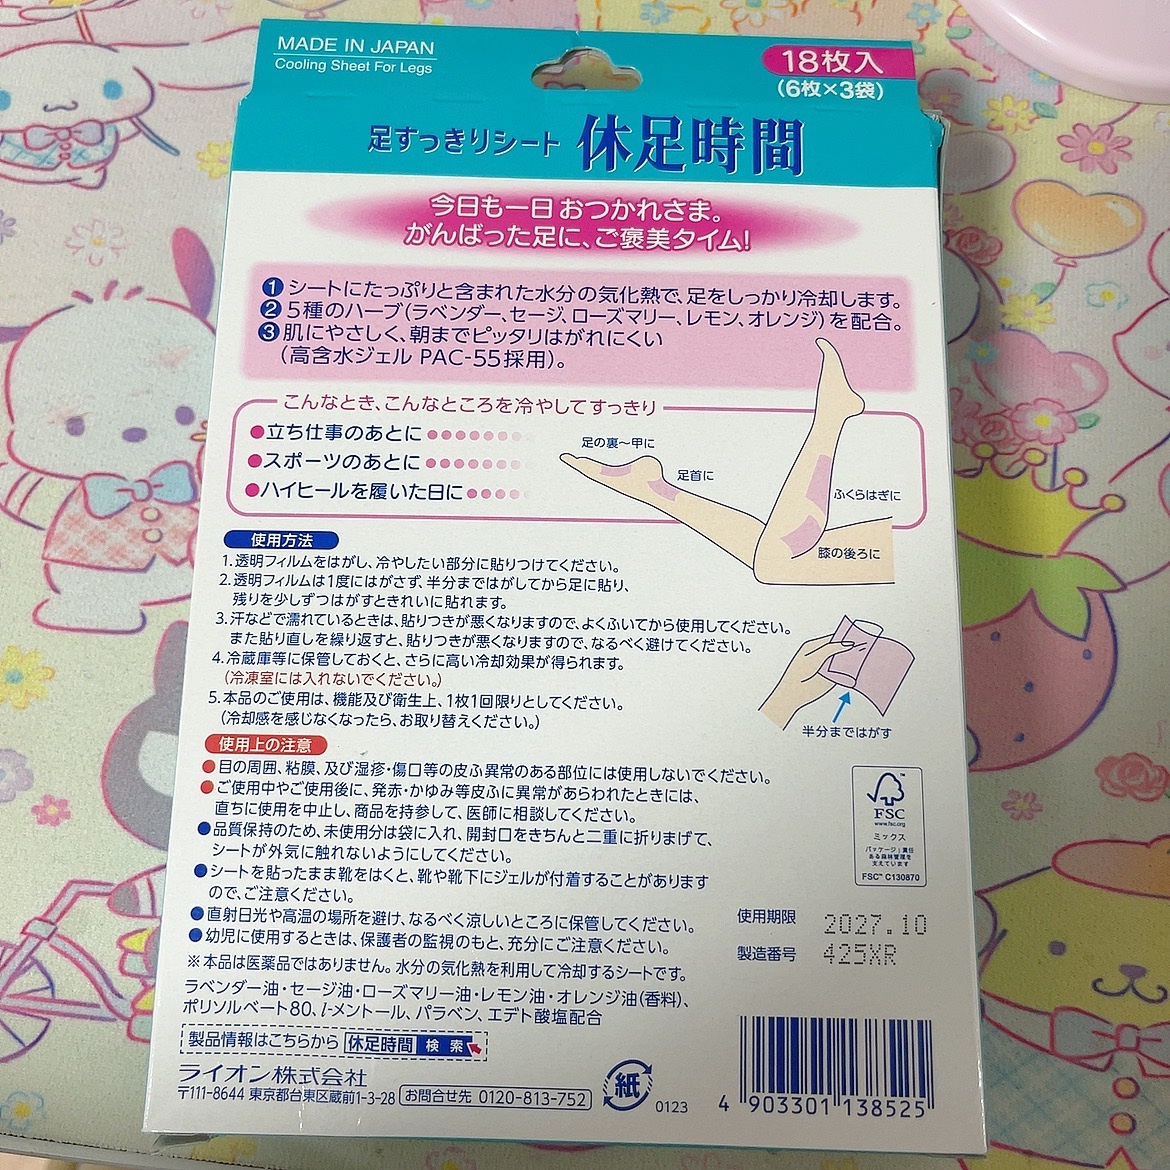 MADE IN JAPAN
Cooling Sheet For Legs
18枚入
(6枚×3袋)
足すっきりシート 休足時間
今日も一日おつかれさま。
がんばった足に、ご褒美タイム!
1 シートにたっぷりと含まれた水分の気化熱で、足をしっかり冷却します。
2 5種のハーブ(ラベンダー、セージ、ローズマリー、レモン、オレンジ)を配合。
3 肌にやさしく、朝までピッタリはがれにくい
(高含水ジェル PAC-55採用)。
こんなとき、こんなところを冷やしてすっきり
●立ち仕事のあとに
●スポーツのあとに
●ハイヒールを履いた日に
足の裏〜甲に
足首に
ふくらはぎに
膝の後ろに
使用方法
1.透明フィルムをはがし、冷やしたい部分に貼りつけてください。
2.透明フィルムは1度にはがさず、半分まではがしてから足に貼り、
残りを少しずつはがすときれいに貼れます。
3.汗などで濡れているときは、貼りつきが悪くなりますので、よくふいてから使用してください。
また貼り直しを繰り返すと、貼りつきが悪くなりますので、なるべく避けてください。
4.冷蔵庫等に保管しておくと、さらに高い冷却効果が得られます。
(冷凍室には入れないでください。)
5.本品のご使用は、機能及び衛生上、1枚1回限りとしてください。
(冷却感を感じなくなったら、お取り替えください。)
半分まではがす
使用上の注意
●目の周囲、粘膜、及び湿疹・傷口等の皮ふ異常のある部位には使用しないでください。
●ご使用中やご使用後に、発赤・かゆみ等皮ふに異常があらわれたときには、
直ちに使用を中止し、商品を持参して、医師に相談してください。
●品質保持のため、未使用分は袋に入れ、開封口をきちんと二重に折りまげて、
シートが外気に触れないようにしてください。
●シートを貼ったまま靴をはくと、靴や靴下にジェルが付着することがあります
ので、ご注意ください。
●直射日光や高温の場所を避け、なるべく涼しいところに保管してください。
●幼児に使用するときは、保護者の監視のもと、充分にご注意ください。
※本品は医薬品ではありません。水分の気化熱を利用して冷却するシートです。
ラベンダー油・セージ油・ローズマリー油・レモン油・オレンジ油(香料)、
ポリソルベート80、l-メントール、パラベン、エデト酸塩配合
製品情報はこちらから 休足時間 検索
ライオン株式会社
〒111-8644 東京都台東区蔵前1-3-28 お問合せ先 0120-813-752
紙
0123
FSC
www.fsc.org
ミックス
パッケージ|責任
ある森林管理を
支えています
FSC™ C130870
使用期限 2027.10
製造番号 425XR
4 903301 138525